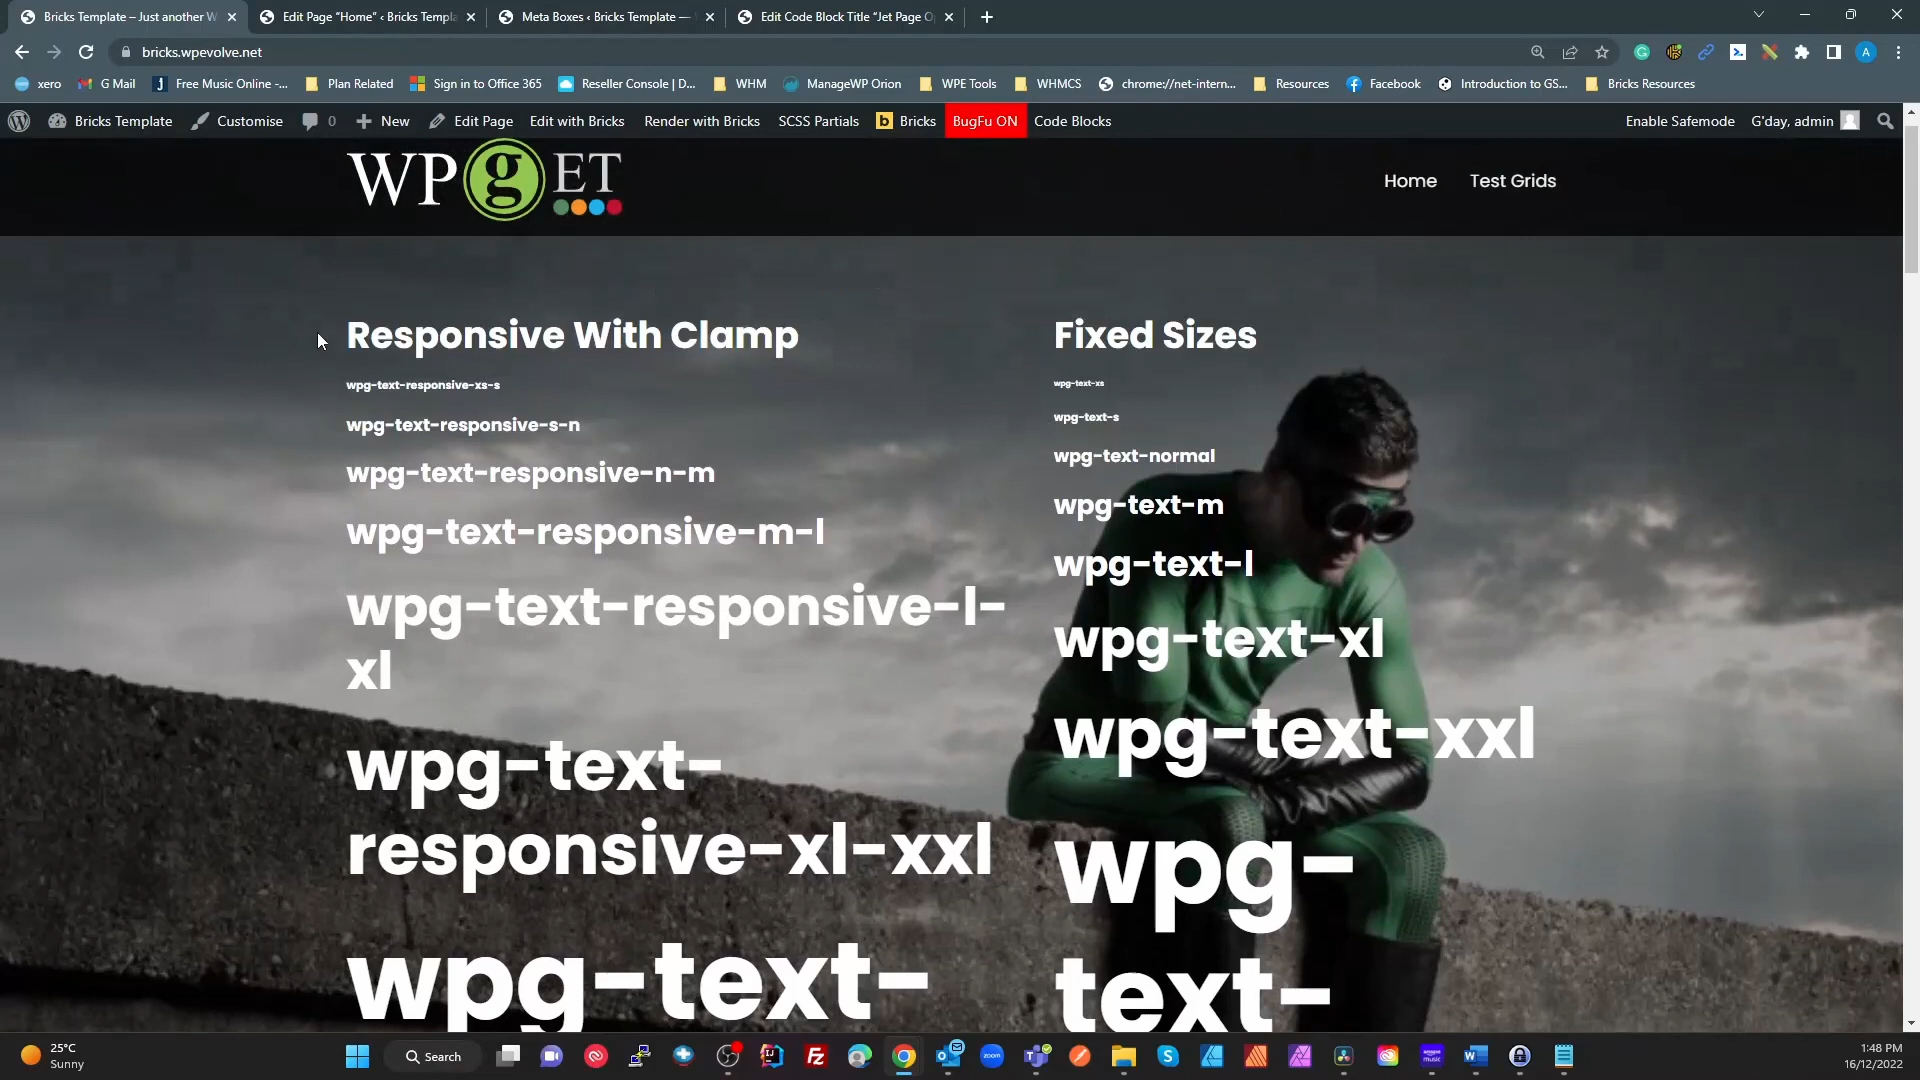 Bricks Template – Just another W
Edit Page “Home” ‹ Bricks Templa
Meta Boxes ‹ Bricks Template —
Edit Code Block Title “Jet Page O
bricks.wpevolve.net
xero
G Mail
Free Music Online -...
Plan Related
Sign in to Office 365
Reseller Console | D...
WHM
ManageWP Orion
WPE Tools
WHMCS
chrome://net-intern...
Resources
Facebook
Introduction to GS...
Bricks Resources
Bricks Template
Customise
0
New
Edit Page
Edit with Bricks
Render with Bricks
SCSS Partials
b Bricks
BugFu ON
Code Blocks
Enable Safemode
G'day, admin
WP g ET
Home
Test Grids
Responsive With Clamp
wpg-text-responsive-xs-s
wpg-text-responsive-s-n
wpg-text-responsive-n-m
wpg-text-responsive-m-l
wpg-text-responsive-l-
xl
wpg-text-
responsive-xl-xxl
wpg-text-
Fixed Sizes
wpg-text-xs
wpg-text-s
wpg-text-normal
wpg-text-m
wpg-text-l
wpg-text-xl
wpg-text-xxl
wpg-
text-
25°C
Sunny
Search
1:48 PM
16/12/2022